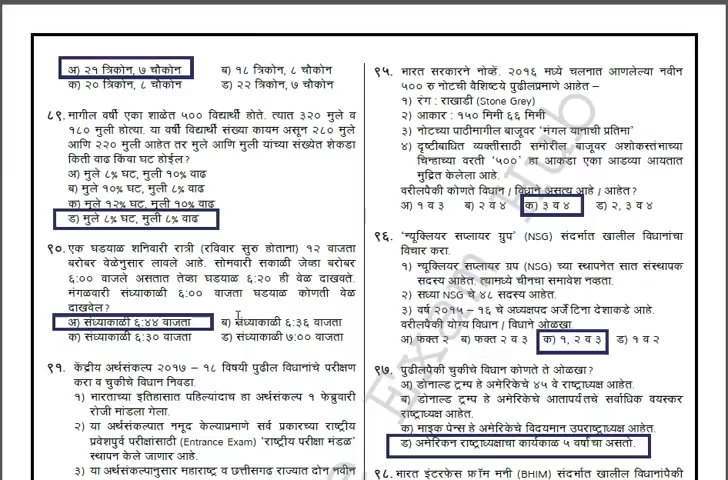 अ) २१ त्रिकोन, ७ चौकोन ब) १८ त्रिकोन, ८ चौकोन
क) २० त्रिकोन, ८ चौकोन ड) २२ त्रिकोन, ७ चौकोन
८९. मागील वर्षी एका शाळेत ५०० विद्यार्थी होते. त्यात ३२० मुले व
१८० मुली होत्या. या वर्षी विद्यार्थी संख्या कायम असून २८० मुले
आणि २२० मुली आहेत तर मुले आणि मुली यांच्या संख्येत शेकडा
किती वाढ किंवा घट होईल?
अ) मुले ८% घट, मुली १०% वाढ
ब) मुले १०% घट, मुली ८% वाढ
क) मुले १२% घट, मुली १०% वाढ
ड) मुले ८% घट, मुली ८% वाढ
९०. एक घड्याळ शनिवारी रात्री (रविवार सुरु होताना) १२ वाजता
बरोबर वेळेनुसार लावले आहे. सोमवारी सकाळी जेव्हा बरोबर
६:०० वाजले असतात तेव्हा घड्याळ ६:२० ही वेळ दाखवते.
मंगळवारी संध्याकाळी ६:०० वाजता घड्याळ कोणती वेळ
दाखवेल?
अ) संध्याकाळी ६:४४ वाजता ब) संध्याकाळी ६:३६ वाजता
क) संध्याकाळी ६:३० वाजता ड) संध्याकाळी ७:०० वाजता
९१. केंद्रीय अर्थसंकल्प २०१७ – १८ विषयी पुढील विधानांचे परीक्षण
करा व चुकीचे विधान निवडा.
१) भारताच्या इतिहासात पहिल्यांदाच हा अर्थसंकल्प १ फेब्रुवारी
रोजी मांडला गेला.
२) या अर्थसंकल्पात नमूद केल्याप्रमाणे सर्व प्रकारच्या राष्ट्रीय
प्रवेशपुर्व परीक्षांसाठी (Entrance Exam) 'राष्ट्रीय परीक्षा मंडळ'
स्थापन केले जाणार आहे.
३) या अर्थसंकल्पानुसार महाराष्ट्र व छत्तीसगढ राज्यात दोन नवीन
९५. भारत सरकारने नोव्हें. २०१६ मध्ये चलनात आणलेल्या नवीन
५०० रु नोटची वैशिष्ट्ये पुढीलप्रमाणे आहेत –
१) रंग : राखाडी (Stone Grey)
२) आकार : १५० मिमी ६६ मिमी
३) नोटच्या पाठीमागील बाजूवर 'मंगल यानाची प्रतिमा'
४) दृष्टीबाधित व्यक्तीसाठी समोरील बाजूवर अशोकस्तंभाच्या
चिन्हाच्या वरती '५००' हा आकडा एका आडव्या आयतात
मुद्रित केलेला आहे.
वरीलपैकी कोणते विधान / विधाने असत्य आहे / आहेत?
अ) १ व ३ ब) २ व ४ क) ३ व ४ ड) २, ३ व ४
९६. 'न्यूक्लियर सप्लायर ग्रुप' (NSG) संदर्भात खालील विधानांचा
विचार करा.
१) न्यूक्लियर सप्लायर ग्रप (NSG) च्या स्थापनेत सात संस्थापक
सदस्य आहेत. त्यामध्ये चीनचा समावेश नव्हता.
२) सध्या NSG चे ४८ सदस्य आहेत.
३) वर्ष २०१५ – १६ चे अध्यक्षपद अर्जेंटिना देशाकडे आहे.
वरीलपैकी योग्य विधान / विधाने ओळखा.
अ) फक्त २ ब) फक्त २ व ३ क) १, २ व ३ ड) १ व २
९७. पुढीलपैकी चुकीचे विधान कोणते ते ओळखा?
अ) डोनाल्ड ट्रम्प हे अमेरिकेचे ४५ वे राष्ट्राध्यक्ष आहेत.
ब) डोनाल्ड ट्रम्प हे अमेरिकेचे आतापर्यंतचे सर्वाधिक वयस्कर
राष्ट्राध्यक्ष आहेत.
क) माइक पेन्स हे अमेरिकेचे विद्यमान उपराष्ट्राध्यक्ष आहेत.
ड) अमेरिकन राष्ट्राध्यक्षाचा कार्यकाळ ५ वर्षांचा असतो.
९८. भारत इंटरफेस फ्रॉम मनी (BHIM) संदर्भात खालील विधानांपैकी
Exam Hub